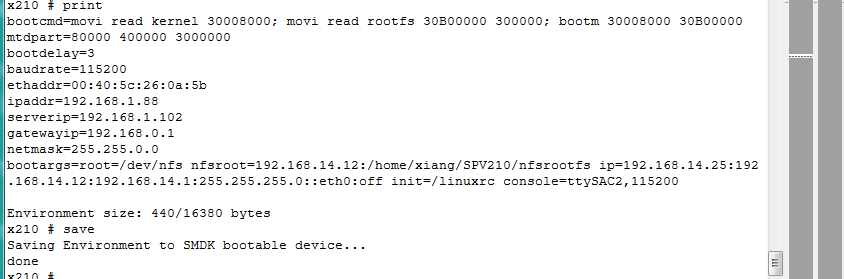 x210 # print
bootcmd=movi read kernel 30008000; movi read rootfs 30B00000 300000; bootm 30008000 30B00000
mtdpart=80000 400000 3000000
bootdelay=3
baudrate=115200
ethaddr=00:40:5c:26:0a:5b
ipaddr=192.168.1.88
serverip=192.168.1.102
gatewayip=192.168.0.1
netmask=255.255.0.0
bootargs=root=/dev/nfs nfsroot=192.168.14.12:/home/xiang/SPV210/nfsrootfs ip=192.168.14.25:192
.168.14.12:192.168.14.1:255.255.255.0::eth0:off init=/linuxrc console=ttySAC2,115200
Environment size: 440/16380 bytes
x210 # save
Saving Environment to SMDK bootable device...
done
x210 #